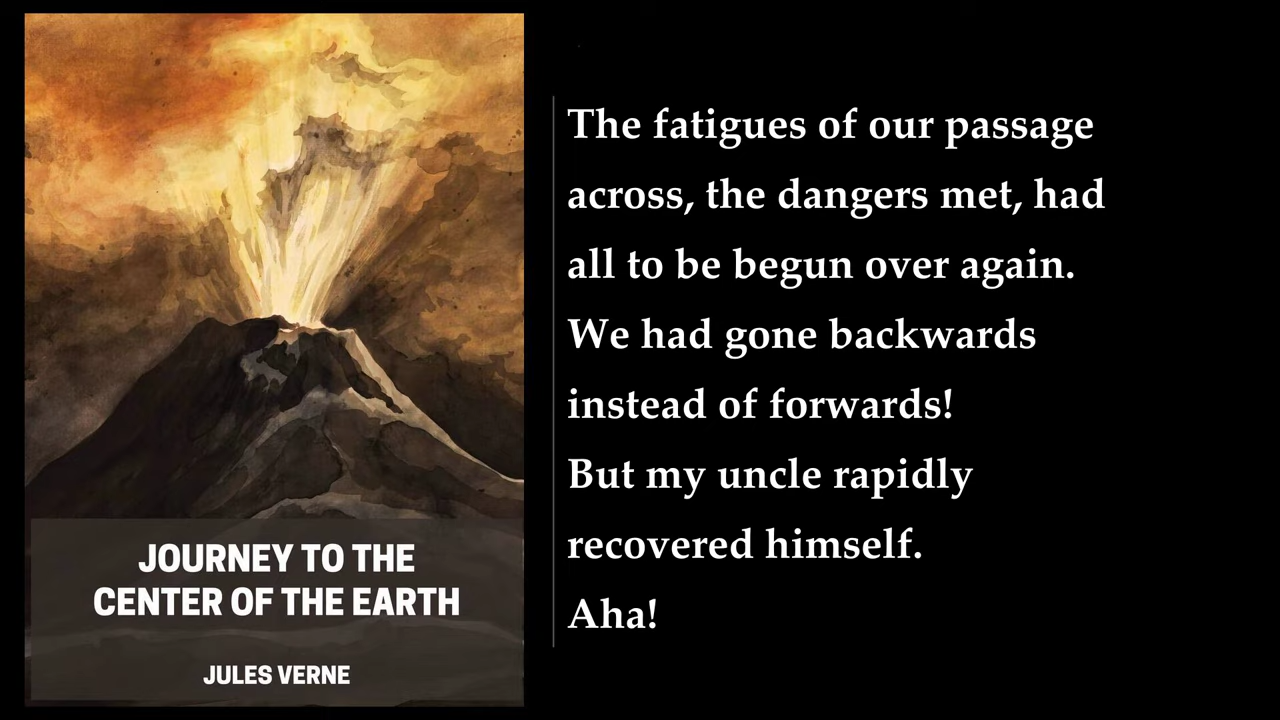 JOURNEY TO THE
CENTER OF THE EARTH
JULES VERNE
The fatigues of our passage
across, the dangers met, had
all to be begun over again.
We had gone backwards
instead of forwards!
But my uncle rapidly
recovered himself.
Aha!